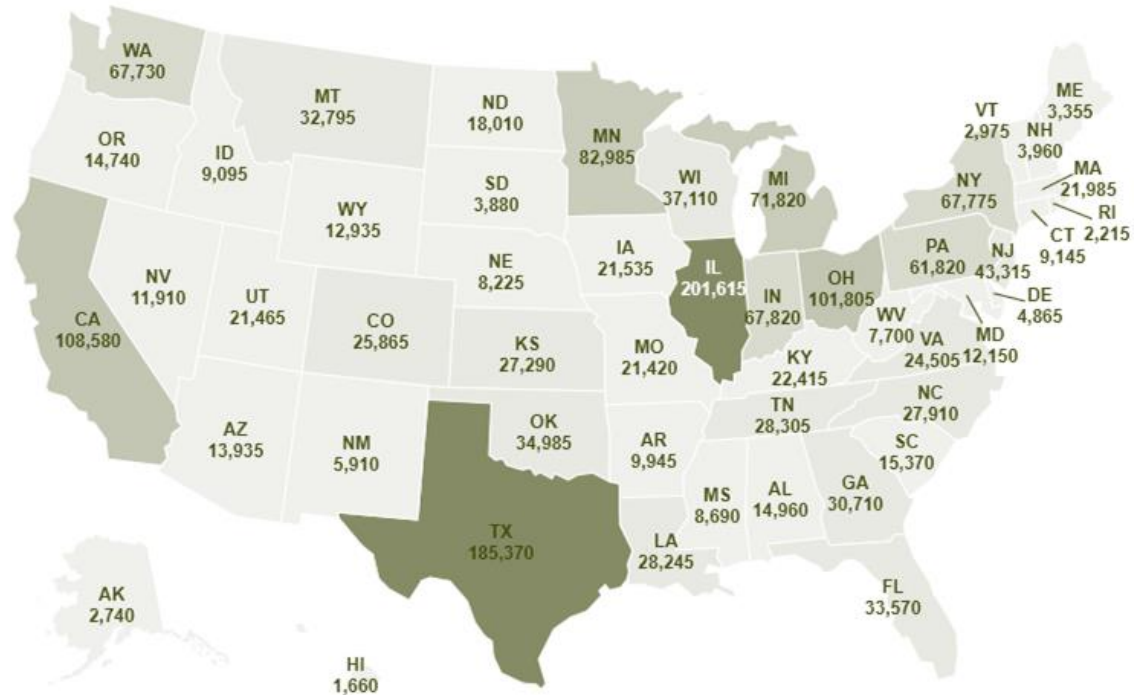 WA
67,730
MT
32,795
ND
18,010
MN
82,985
OR
14,740
ID
9,095
SD
3,880
WI
37,110
MI
71,820
VT
2,975
ME
3,355
NH
3,960
NY
67,775
MA
21,985
RI
2,215
CT
9,145
WY
12,935
IA
21,535
NE
8,225
IL
201,615
IN
67,820
OH
101,805
PA
61,820
NJ
43,315
DE
4,865
MD
12,150
WV
7,700
VA
24,505
NV
11,910
UT
21,465
CA
108,580
CO
25,865
KS
27,290
MO
21,420
KY
22,415
NC
27,910
TN
28,305
SC
15,370
AZ
13,935
NM
5,910
OK
34,985
AR
9,945
MS
8,690
AL
14,960
GA
30,710
TX
185,370
LA
28,245
FL
33,570
AK
2,740
HI
1,660